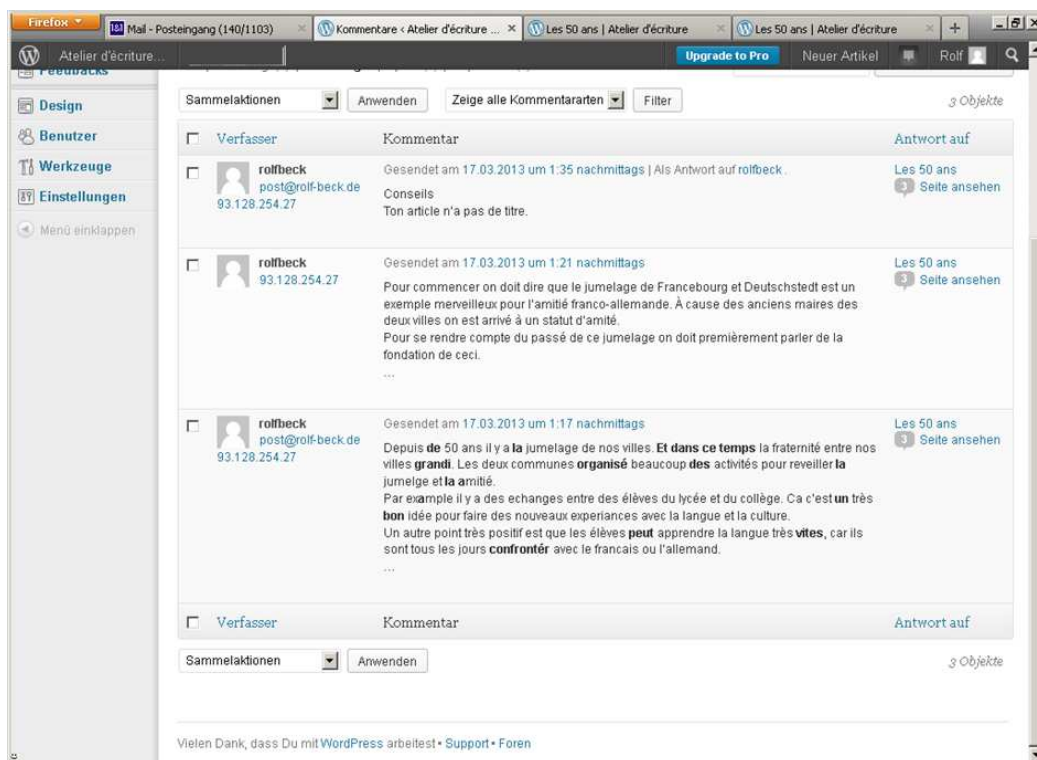 Firefox
Mail - Posteingang (140/1103) × Kommentare ‹ Atelier d'écriture ... × Les 50 ans | Atelier d'écriture × Les 50 ans | Atelier d'écriture × +
Atelier d'écriture... Upgrade to Pro Neuer Artikel Rolf
Feedbacks
Design
Benutzer
Werkzeuge
Einstellungen
Menü einklappen
Sammelaktionen Anwenden Zeige alle Kommentararten Filter 3 Objekte
Verfasser Kommentar Antwort auf
rolfbeck
post@rolf-beck.de
93.128.254.27
Gesendet am 17.03.2013 um 1:35 nachmittags | Als Antwort auf rolfbeck.
Conseils
Ton article n'a pas de titre.
Les 50 ans
3 Seite ansehen
rolfbeck
93.128.254.27
Gesendet am 17.03.2013 um 1:21 nachmittags
Pour commencer on doit dire que le jumelage de Francebourg et Deutschstedt est un
exemple merveilleux pour l'amitié franco-allemande. À cause des anciens maires des
deux villes on est arrivé à un statut d'amité.
Pour se rendre compte du passé de ce jumelage on doit premièrement parler de la
fondation de ceci.
...
Les 50 ans
3 Seite ansehen
rolfbeck
post@rolf-beck.de
93.128.254.27
Gesendet am 17.03.2013 um 1:17 nachmittags
Depuis de 50 ans il y a la jumelage de nos villes. Et dans ce temps la fraternité entre nos
villes grandi. Les deux communes organisé beaucoup des activités pour reveiller la
jumelge et la amitié.
Par example il y a des echanges entre des élèves du lycée et du collège. Ca c'est un très
bon idée pour faire des nouveaux experiances avec la langue et la culture.
Un autre point très positif est que les élèves peut apprendre la langue très vites, car ils
sont tous les jours confrontér avec le francais ou l'allemand.
...
Les 50 ans
3 Seite ansehen
Verfasser Kommentar Antwort auf
Sammelaktionen Anwenden 3 Objekte
Vielen Dank, dass Du mit WordPress arbeitest • Support • Foren